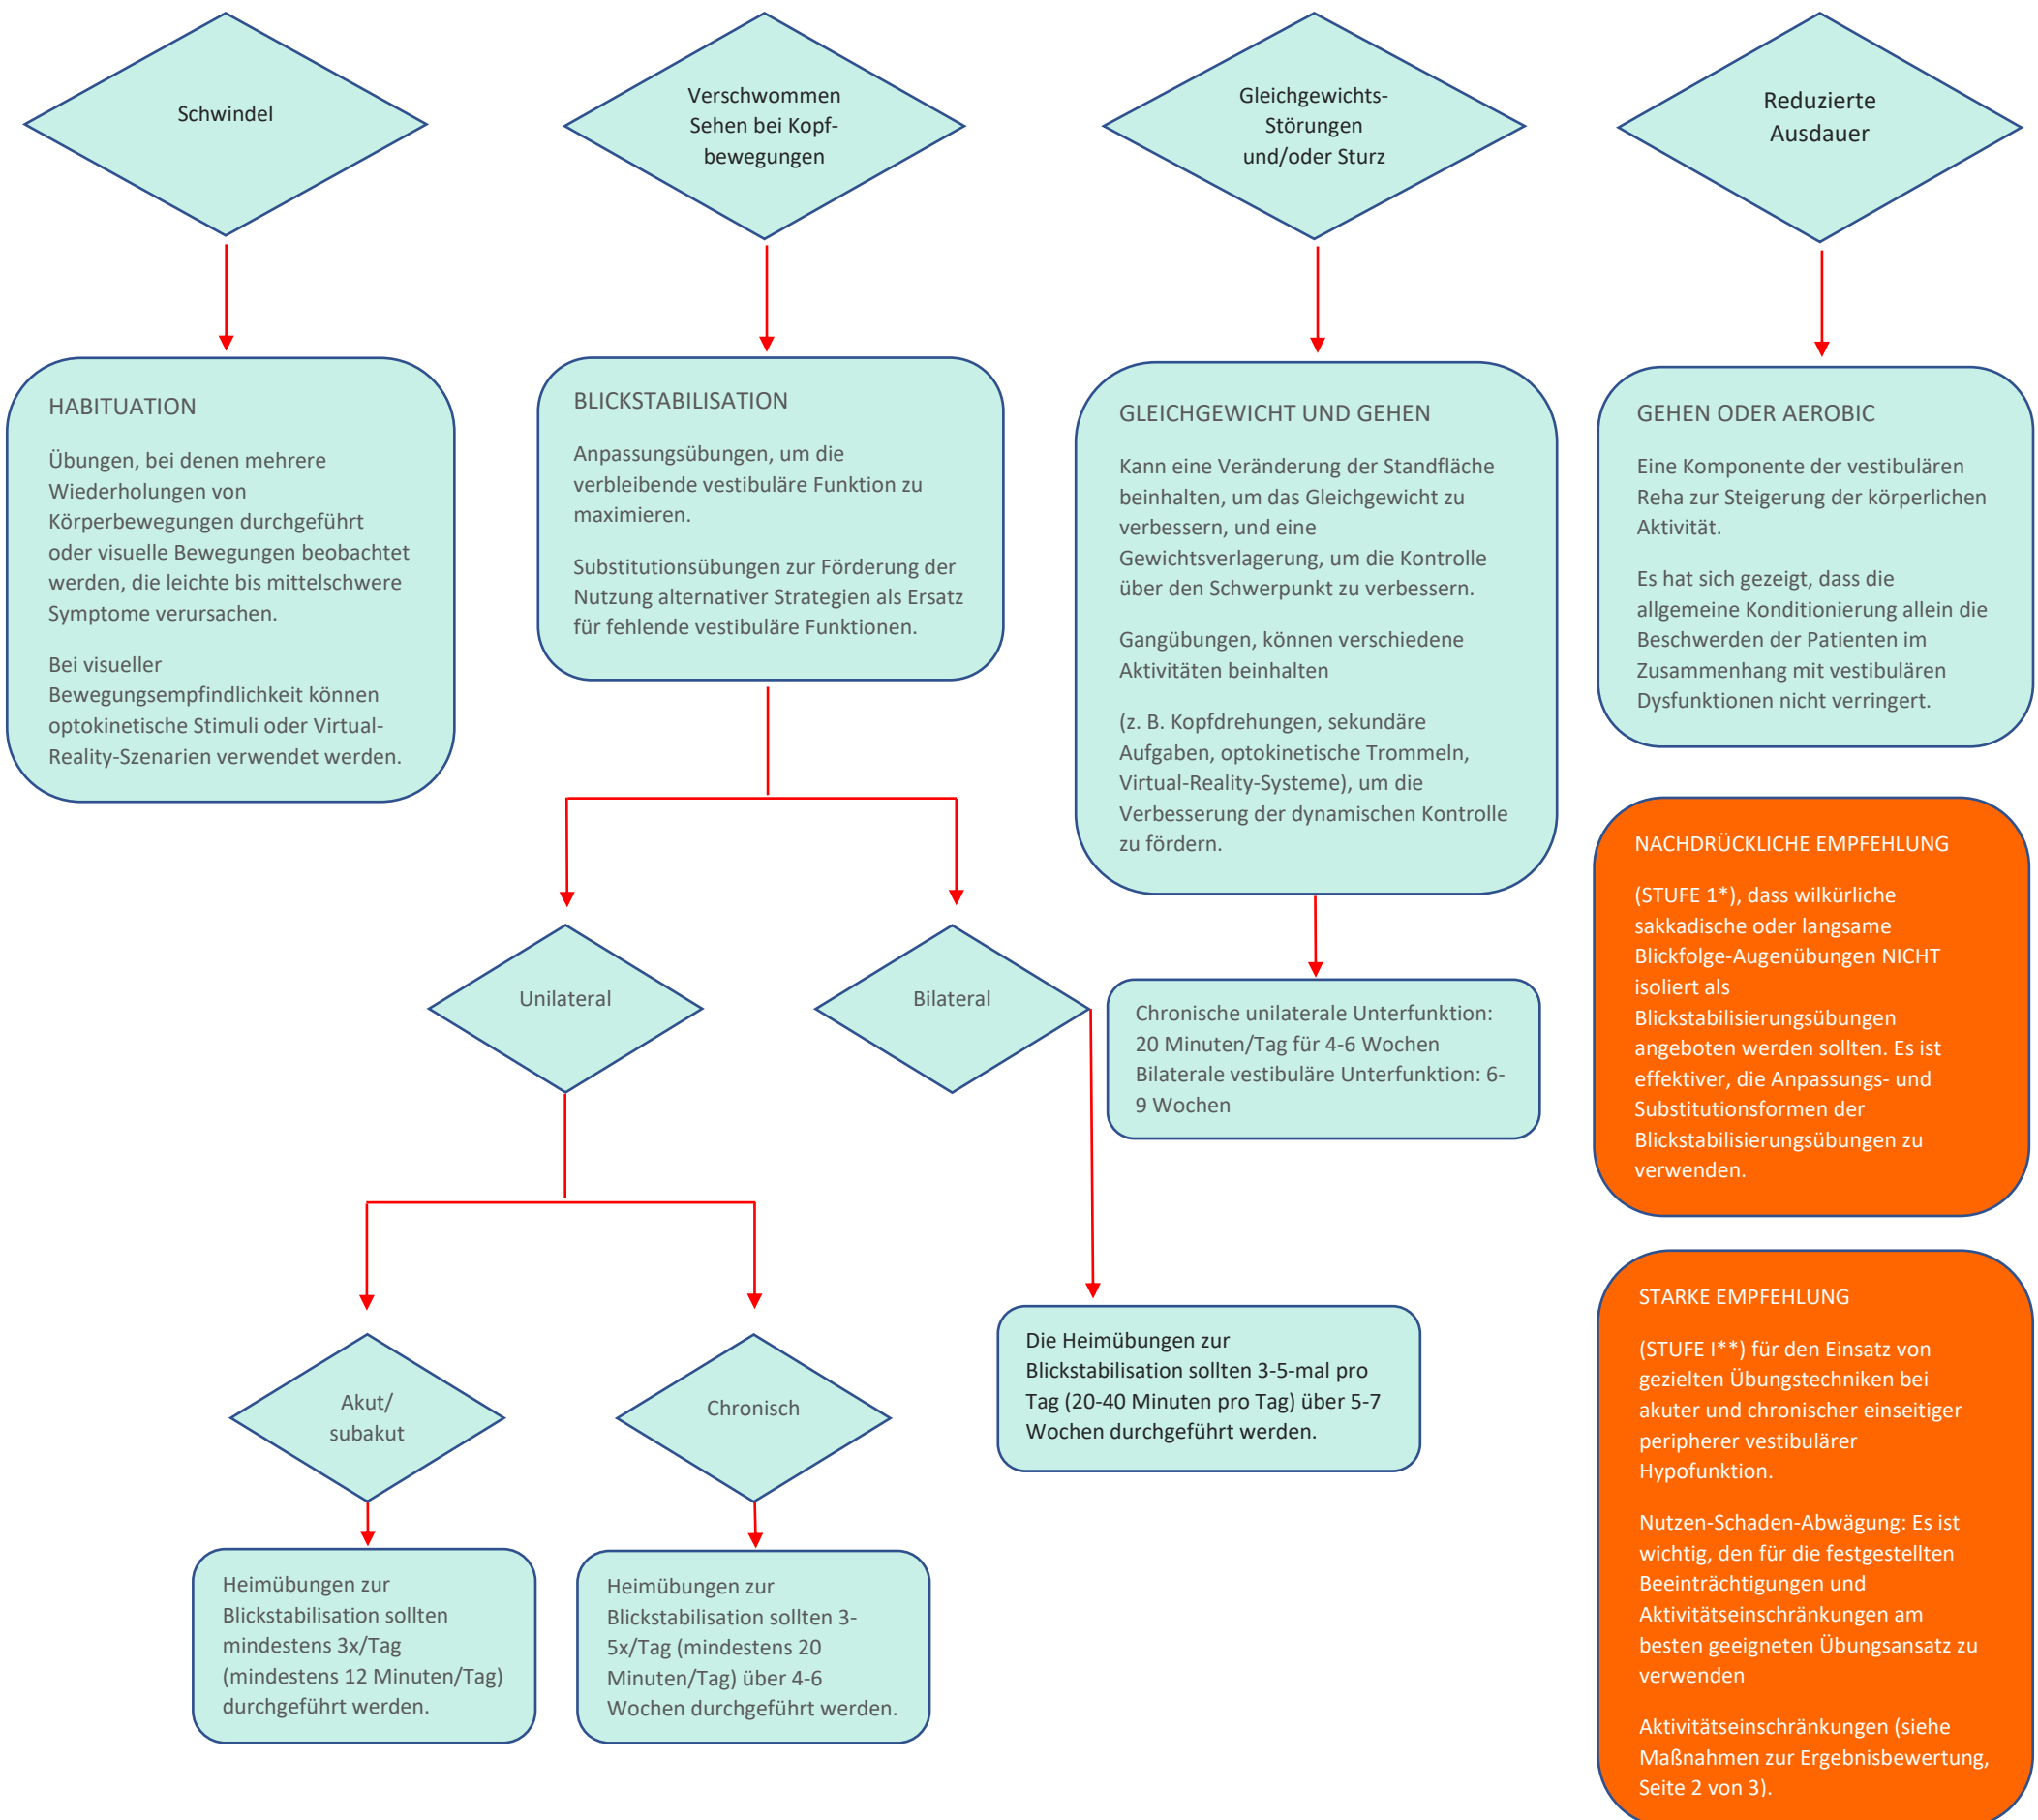 Schwindel
Verschwommen
Sehen bei Kopf-
bewegungen
Gleichgewichts-
Störungen
und/oder Sturz
Reduzierte
Ausdauer
HABITUATION
Übungen, bei denen mehrere
Wiederholungen von
Körperbewegungen durchgeführt
oder visuelle Bewegungen beobachtet
werden, die leichte bis mittelschwere
Symptome verursachen.
Bei visueller
Bewegungsempfindlichkeit können
optokinetische Stimuli oder Virtual-
Reality-Szenarien verwendet werden.
BLICKSTABILISATION
Anpassungsübungen, um die
verbleibende vestibuläre Funktion zu
maximieren.
Substitutionsübungen zur Förderung der
Nutzung alternativer Strategien als Ersatz
für fehlende vestibuläre Funktionen.
GLEICHGEWICHT UND GEHEN
Kann eine Veränderung der Standfläche
beinhalten, um das Gleichgewicht zu
verbessern, und eine
Gewichtsverlagerung, um die Kontrolle
über den Schwerpunkt zu verbessern.
Gangübungen, können verschiedene
Aktivitäten beinhalten
(z. B. Kopfdrehungen, sekundäre
Aufgaben, optokinetische Trommeln,
Virtual-Reality-Systeme), um die
Verbesserung der dynamischen Kontrolle
zu fördern.
GEHEN ODER AEROBIC
Eine Komponente der vestibulären
Reha zur Steigerung der körperlichen
Aktivität.
Es hat sich gezeigt, dass die
allgemeine Konditionierung allein die
Beschwerden der Patienten im
Zusammenhang mit vestibulären
Dysfunktionen nicht verringert.
NACHDRÜCKLICHE EMPFEHLUNG
(STUFE 1*), dass wilkürliche
sakkadische oder langsame
Blickfolge-Augenübungen NICHT
isoliert als
Blickstabilisierungsübungen
angeboten werden sollten. Es ist
effektiver, die Anpassungs- und
Substitutionsformen der
Blickstabilisierungsübungen zu
verwenden.
Unilateral
Bilateral
Chronische unilaterale Unterfunktion:
20 Minuten/Tag für 4-6 Wochen
Bilaterale vestibuläre Unterfunktion: 6-
9 Wochen
STARKE EMPFEHLUNG
(STUFE I**) für den Einsatz von
gezielten Übungstechniken bei
akuter und chronischer einseitiger
peripherer vestibulärer
Hypofunktion.
Nutzen-Schaden-Abwägung: Es ist
wichtig, den für die festgestellten
Beeinträchtigungen und
Aktivitätseinschränkungen am
besten geeigneten Übungsansatz zu
verwenden
Aktivitätseinschränkungen (siehe
Maßnahmen zur Ergebnisbewertung,
Seite 2 von 3).
Akut/
subakut
Chronisch
Die Heimübungen zur
Blickstabilisation sollten 3-5-mal pro
Tag (20-40 Minuten pro Tag) über 5-7
Wochen durchgeführt werden.
Heimübungen zur
Blickstabilisation sollten
mindestens 3x/Tag
(mindestens 12 Minuten/Tag)
durchgeführt werden.
Heimübungen zur
Blickstabilisation sollten 3-
5x/Tag (mindestens 20
Minuten/Tag) über 4-6
Wochen durchgeführt werden.